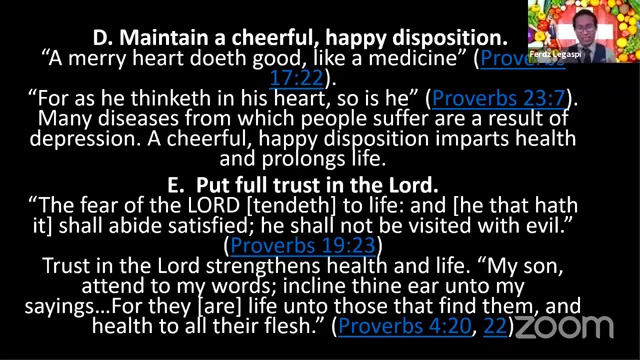 D. Maintain a cheerful, happy disposition.
“A merry heart doeth good, like a medicine” (Proverbs
17:22).
“For as he thinketh in his heart, so is he” (Proverbs 23:7).
Many diseases from which people suffer are a result of
depression. A cheerful, happy disposition imparts health
and prolongs life.
E. Put full trust in the Lord.
“The fear of the LORD [tendeth] to life: and [he that hath
it] shall abide satisfied; he shall not be visited with evil.”
(Proverbs 19:23)
Trust in the Lord strengthens health and life. “My son,
attend to my words; incline thine ear unto my
sayings…For they [are] life unto those that find them, and
health to all their flesh.” (Proverbs 4:20, 22)
Ferdz Legaspi
zoom